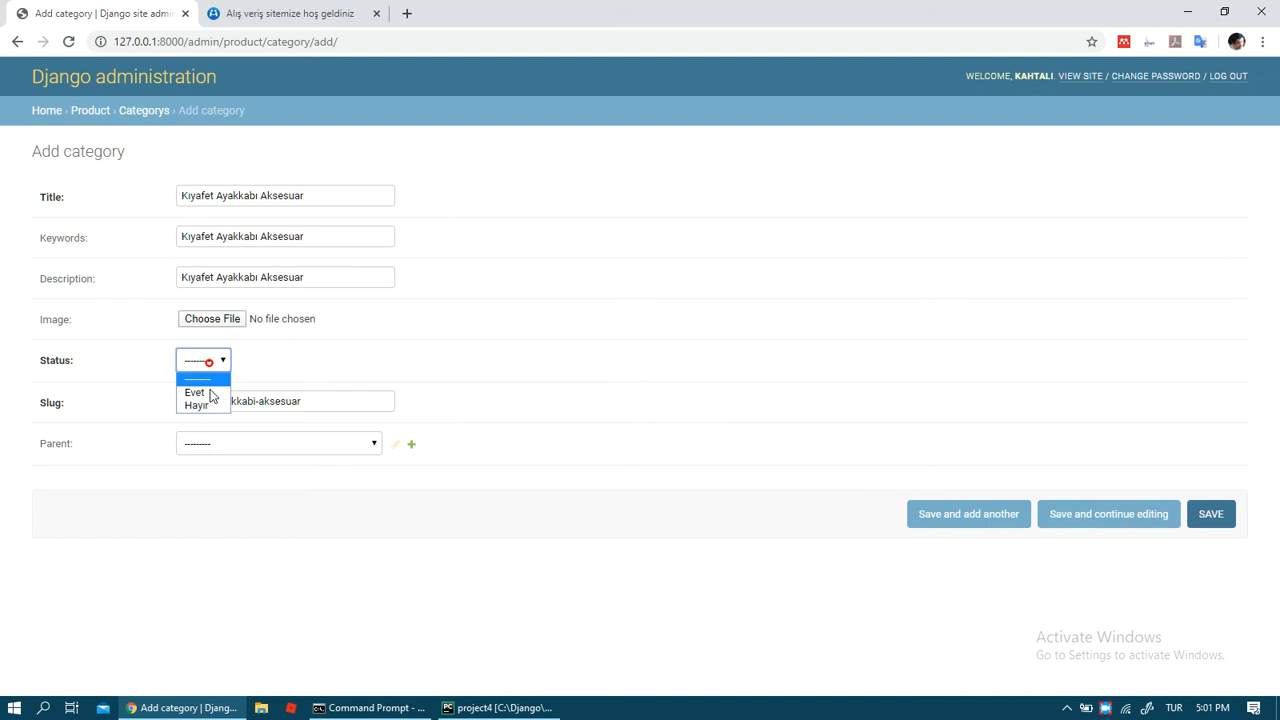 Add category | Django site admi
Alış veriş sitemize hoş geldiniz
127.0.0.1:8000/admin/product/category/add/
Django administration
WELCOME, KAHTALI. VIEW SITE / CHANGE PASSWORD / LOG OUT
Home › Product › Categorys › Add category
Add category
Title:
Kıyafet Ayakkabı Aksesuar
Keywords:
Kıyafet Ayakkabı Aksesuar
Description:
Kıyafet Ayakkabı Aksesuar
Image:
Choose File No file chosen
Status:
---------
---------
Evet
Hayır
Slug:
kkabi-aksesuar
Parent:
---------
Save and add another
Save and continue editing
SAVE
Activate Windows
Go to Settings to activate Windows.
Add category | Djang...
Command Prompt - ...
project4 [C:\Django\...
TUR
5:01 PM